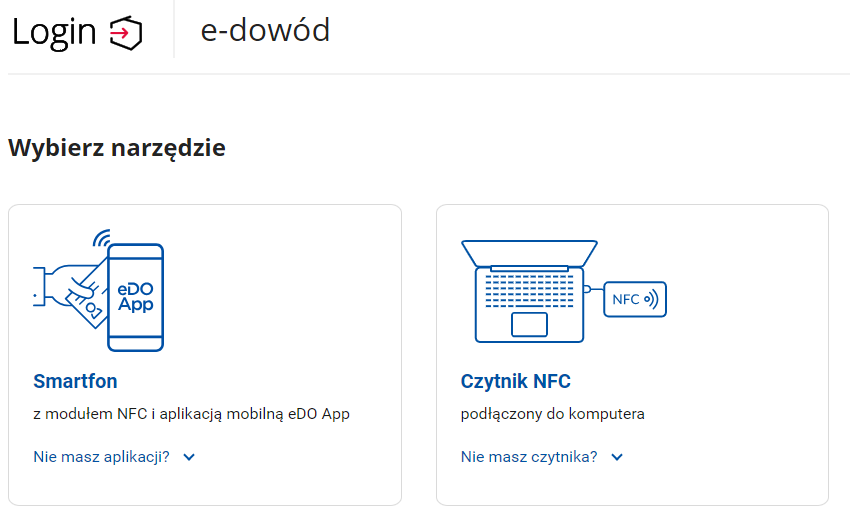 Login
e-dowód
Wybierz narzędzie
eDO
App
Smartfon
z modułem NFC i aplikacją mobilną eDO App
Nie masz aplikacji?
NFC
Czytnik NFC
podłączony do komputera
Nie masz czytnika?